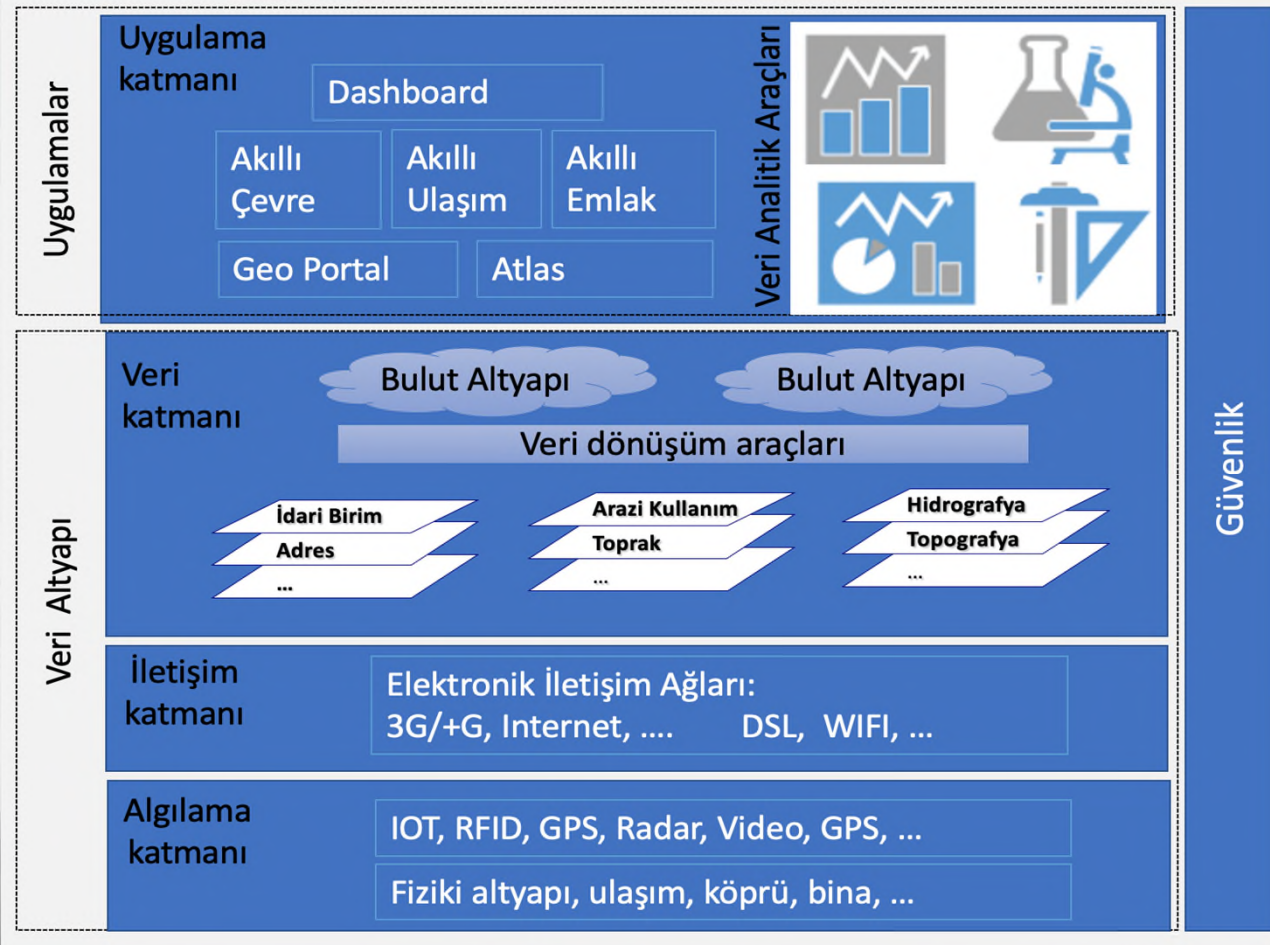 Uygulamalar
Uygulama
katmanı
Dashboard
Akıllı
Çevre
Akıllı
Ulaşım
Akıllı
Emlak
Geo Portal
Atlas
Veri Analitik Araçları
Veri Altyapı
Veri
katmanı
Bulut Altyapı
Bulut Altyapı
Veri dönüşüm araçları
İdari Birim
Adres
...
Arazi Kullanım
Toprak
...
Hidrografya
Topografya
...
İletişim
katmanı
Elektronik İletişim Ağları:
3G/+G, Internet, .... DSL, WIFI, ...
Algılama
katmanı
IOT, RFID, GPS, Radar, Video, GPS, ...
Fiziki altyapı, ulaşım, köprü, bina, ...
Güvenlik